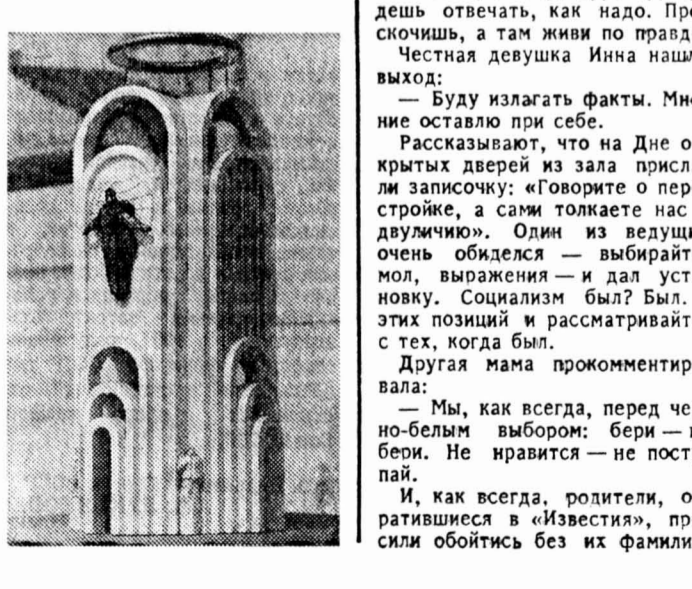 дешь отвечать, как надо. Про
скочишь, а там живи по правд
Честная девушка Инна нашл
выход:
— Буду излагать факты. Мне
ние оставлю при себе.
Рассказывают, что на Дне о
крытых дверей из зала присл
ли записочку: «Говорите о пер
стройке, а сами толкаете нас
двуличию». Один из ведущи
очень обиделся — выбирайт
мол, выражения — и дал уст
новку. Социализм был? Был.
этих позиций и рассматривайт
с тех, когда был.
Другая мама прокомментир
вала:
— Мы, как всегда, перед че
но-белым выбором: бери —
бери. Не нравится — не пост
пай.
И, как всегда, родители, о
ратившиеся в «Известия», пр
сили обойтись без их фамили